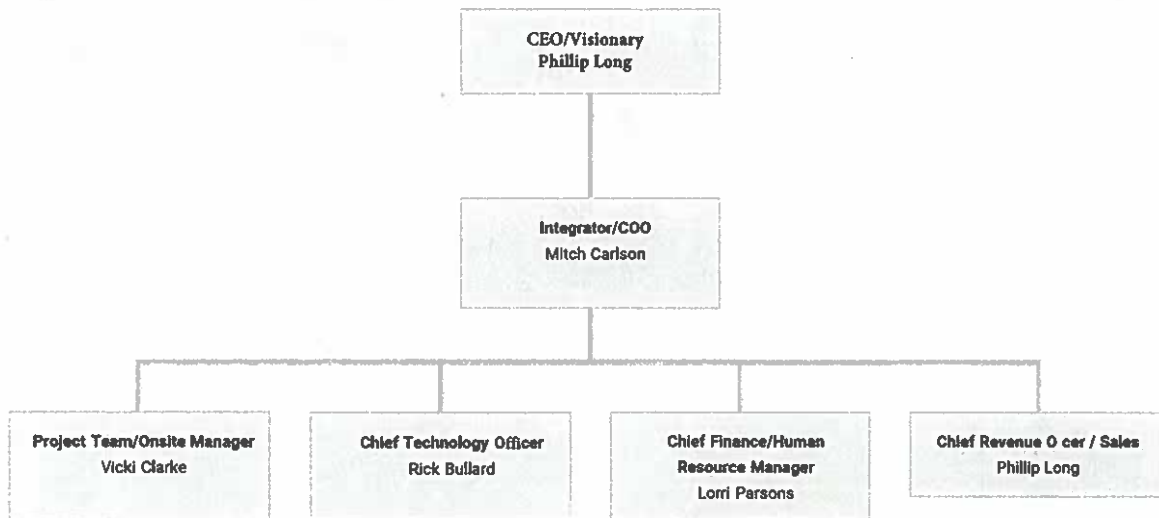 CEO/Visionary
Phillip Long
Integrator/COO
Mitch Carlson
Project Team/Onsite Manager
Vicki Clarke
Chief Technology Officer
Rick Bullard
Chief Finance/Human
Resource Manager
Lorri Parsons
Chief Revenue O cer / Sales
Phillip Long